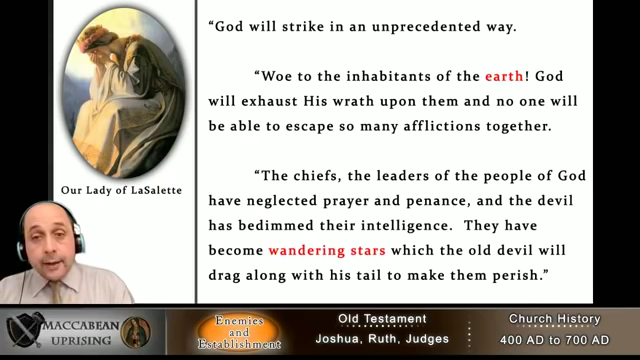 “God will strike in an unprecedented way.
“Woe to the inhabitants of the earth! God
will exhaust His wrath upon them and no one will
be able to escape so many afflictions together.
“The chiefs, the leaders of the people of God
have neglected prayer and penance, and the devil
has bedimmed their intelligence. They have
become wandering stars which the old devil will
drag along with his tail to make them perish.”
Our Lady of LaSalette
MACCABEAN
UPRISING
Enemies
and
Establishment
Old Testament
Joshua, Ruth, Judges
Church History
400 AD to 700 AD